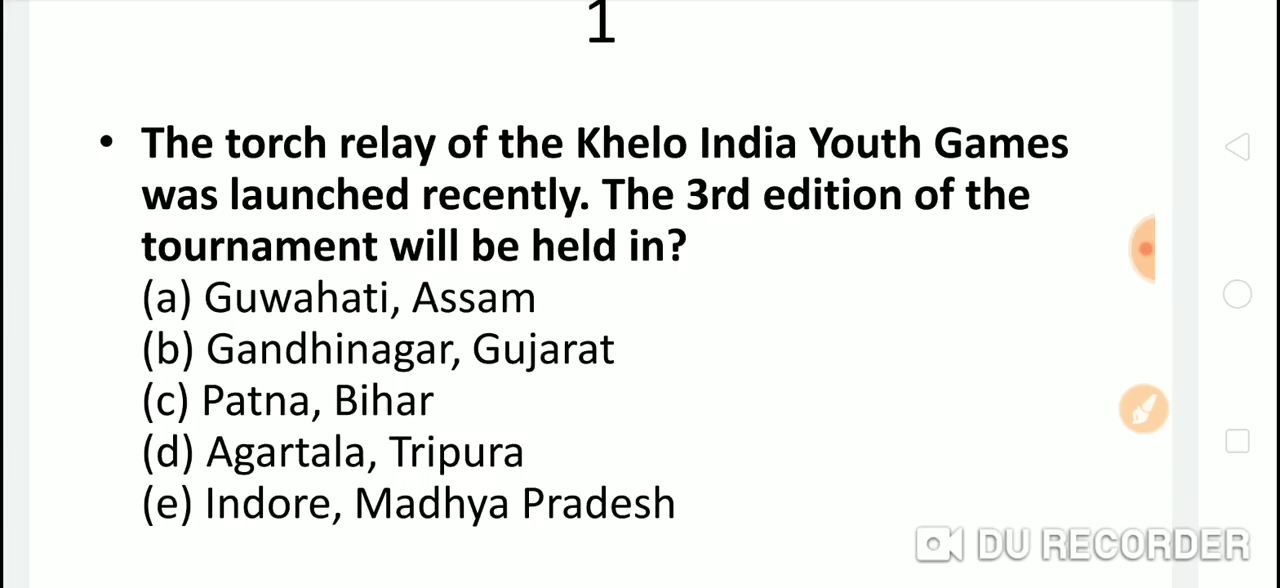 1
• The torch relay of the Khelo India Youth Games
was launched recently. The 3rd edition of the
tournament will be held in?
(a) Guwahati, Assam
(b) Gandhinagar, Gujarat
(c) Patna, Bihar
(d) Agartala, Tripura
(e) Indore, Madhya Pradesh
DU RECORDER